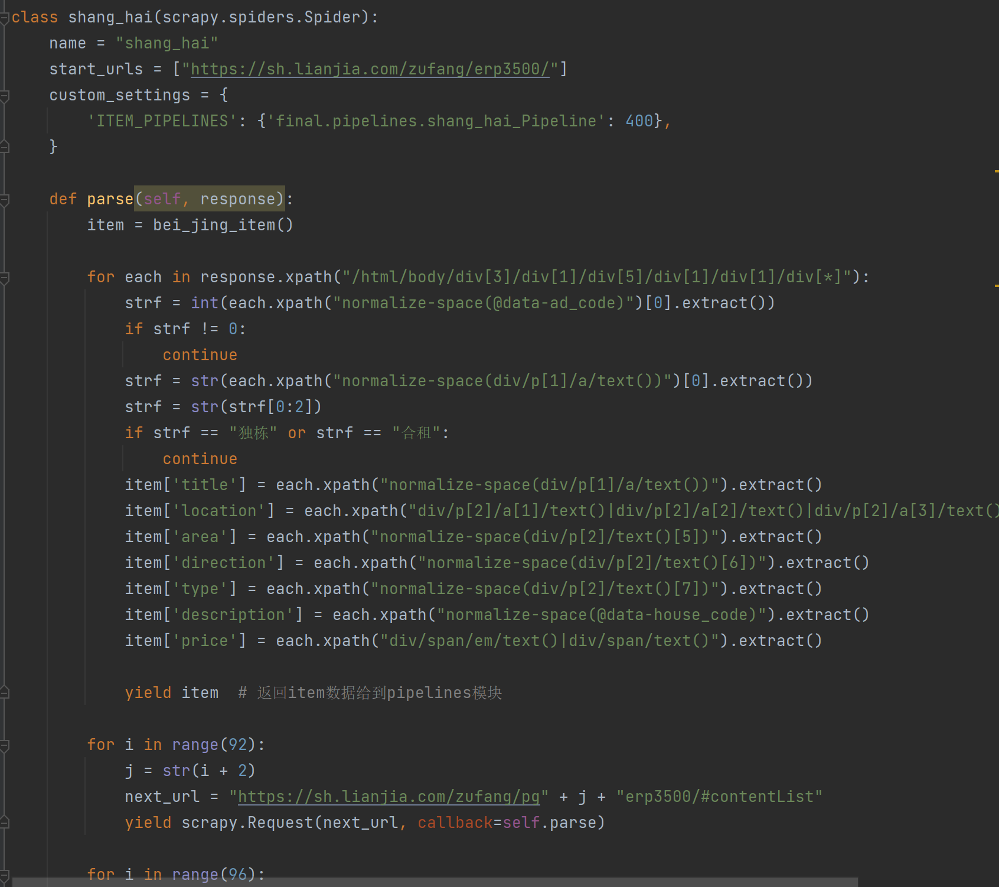 class shang_hai(scrapy.spiders.Spider):
    name = "shang_hai"
    start_urls = ["https://sh.lianjia.com/zufang/erp3500/"]
    custom_settings = {
        'ITEM_PIPELINES': {'final.pipelines.shang_hai_Pipeline': 400},
    }
    def parse(self, response):
        item = bei_jing_item()
        for each in response.xpath("/html/body/div[3]/div[1]/div[5]/div[1]/div[1]/div[*]"):
            strf = int(each.xpath("normalize-space(@data-ad_code)")[0].extract())
            if strf != 0:
                continue
            strf = str(each.xpath("normalize-space(div/p[1]/a/text())")[0].extract())
            strf = str(strf[0:2])
            if strf == "独栋" or strf == "合租":
                continue
            item['title'] = each.xpath("normalize-space(div/p[1]/a/text())").extract()
            item['location'] = each.xpath("div/p[2]/a[1]/text()|div/p[2]/a[2]/text()|div/p[2]/a[3]/text()
            item['area'] = each.xpath("normalize-space(div/p[2]/text()[5])").extract()
            item['direction'] = each.xpath("normalize-space(div/p[2]/text()[6])").extract()
            item['type'] = each.xpath("normalize-space(div/p[2]/text()[7])").extract()
            item['description'] = each.xpath("normalize-space(@data-house_code)").extract()
            item['price'] = each.xpath("div/span/em/text()|div/span/text()").extract()
            yield item  # 返回item数据给到pipelines模块
        for i in range(92):
            j = str(i + 2)
            next_url = "https://sh.lianjia.com/zufang/pg" + j + "erp3500/#contentList"
            yield scrapy.Request(next_url, callback=self.parse)
        for i in range(96):